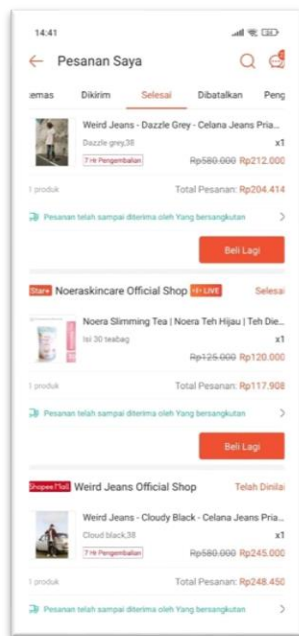 14:41
Pesanan Saya
emas Dikirim Selesai Dibatalkan Peng
Weird Jeans - Dazzle Grey - Celana Jeans Pria...
Dazzle grey,38
x1
7 Hr Pengembalian
Rp580.000 Rp212.000
1 produk
Total Pesanan: Rp204.414
Pesanan telah sampai diterima oleh Yang bersangkutan
Beli Lagi
Noeraskincare Official Shop LIVE Selesai
Noera Slimming Tea | Noera Teh Hijau | Teh Die...
Isi 30 teabag
x1
Rp125.000 Rp120.000
1 produk
Total Pesanan: Rp117.908
Pesanan telah sampai diterima oleh Yang bersangkutan
Beli Lagi
Shopee Mall Weird Jeans Official Shop Telah Dinilai
Weird Jeans - Cloudy Black - Celana Jeans Pria...
Cloud black,38
x1
7 Hr Pengembalian
Rp580.000 Rp245.000
1 produk
Total Pesanan: Rp248.450
Pesanan telah sampai diterima oleh Yang bersangkutan